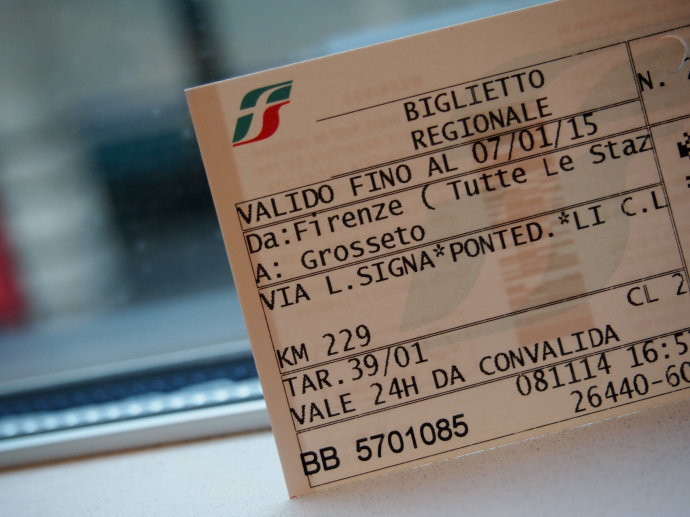 BIGLIETTO
REGIONALE
N.
VALIDO FINO AL 07/01/15
Da:Firenze ( Tutte Le Staz
A: Grosseto
VIA L.SIGNA*PONTED.*LI C.L
KM 229
CL 2
TAR.39/01
VALE 24H DA CONVALIDA
081114 16:5
BB 5701085
26440-60